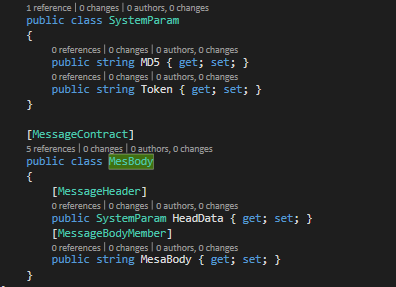 1 reference | 0 changes | 0 authors, 0 changes
public class SystemParam
{
0 references | 0 changes | 0 authors, 0 changes
public string MD5 { get; set; }
0 references | 0 changes | 0 authors, 0 changes
public string Token { get; set; }
}
[MessageContract]
5 references | 0 changes | 0 authors, 0 changes
public class MesBody
{
[MessageHeader]
0 references | 0 changes | 0 authors, 0 changes
public SystemParam HeadData { get; set; }
[MessageBodyMember]
0 references | 0 changes | 0 authors, 0 changes
public string MesaBody { get; set; }
}